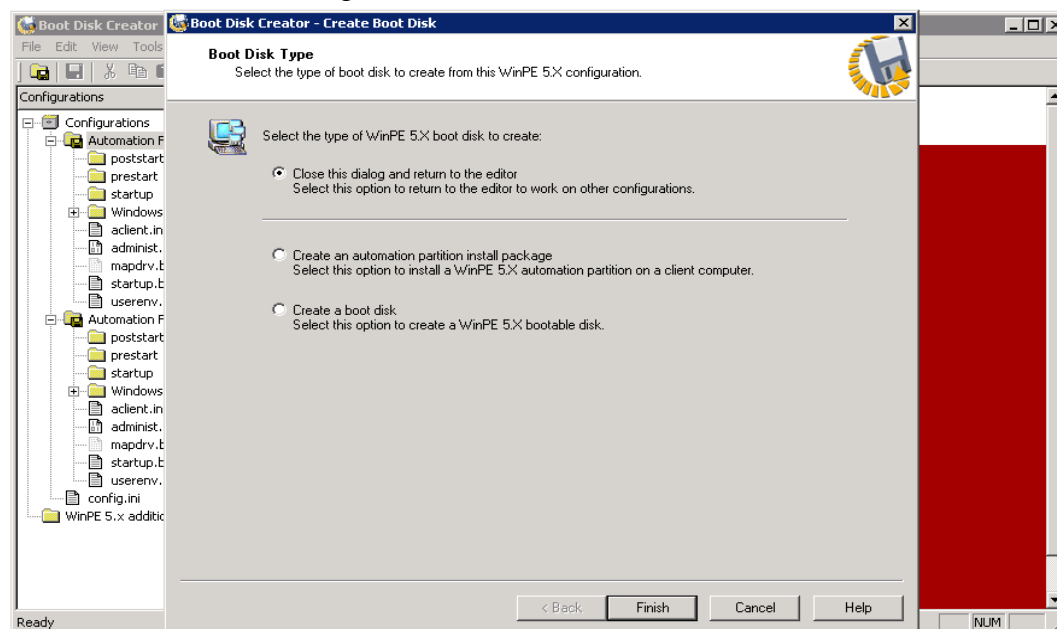 Boot Disk Creator
Boot Disk Creator - Create Boot Disk
File Edit View Tools
Boot Disk Type
Select the type of boot disk to create from this WinPE 5.X configuration.
Configurations
Configurations
Automation F
poststart
prestart
startup
Windows
aclient.in
administ.
mapdrv.b
startup.b
userenv.
Automation F
poststart
prestart
startup
Windows
aclient.in
administ.
mapdrv.b
startup.b
userenv.
config.ini
WinPE 5.x additic
Select the type of WinPE 5.X boot disk to create:
Close this dialog and return to the editor
Select this option to return to the editor to work on other configurations.
Create an automation partition install package
Select this option to install a WinPE 5.X automation partition on a client computer.
Create a boot disk
Select this option to create a WinPE 5.X bootable disk.
< Back Finish Cancel Help
Ready NUM